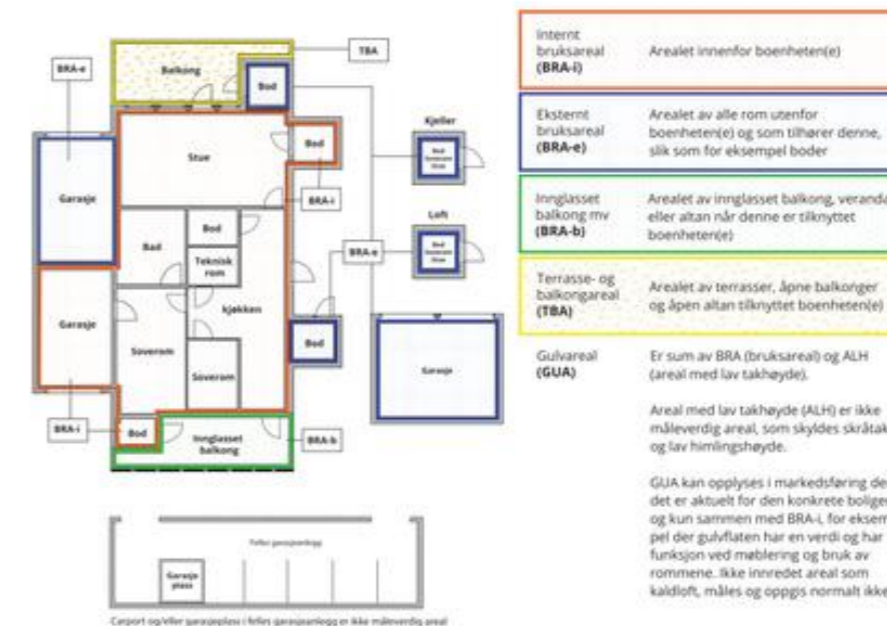 TBA
BRA-e
Balkong
Bod
Kjeller
Bod
Stue
Bod
Garasje
BRA-i
Loft
Bod
Bad
Teknisk
rom
BRA-e
kjøkken
Garasje
Soverom
Bod
Garasje
Soverom
BRA-i
Bod
Innglasset
balkong
BRA-b
Felles garasjeanlegg
Garasje
plass
Carport og/eller garasjeplass i felles garasjeanlegg er ikke måleverdig areal
Internt
bruksareal
(BRA-i)
Arealet innenfor boenheten(e)
Eksternt
bruksareal
(BRA-e)
Arealet av alle rom utenfor
boenheten(e) og som tilhører denne,
slik som for eksempel boder
Innglasset
balkong mv
(BRA-b)
Arealet av innglasset balkong, veranda
eller altan når denne er tilknyttet
boenheten(e)
Terrasse- og
balkongareal
(TBA)
Arealet av terrasser, åpne balkonger
og åpen altan tilknyttet boenheten(e)
Gulvareal
(GUA)
Er sum av BRA (bruksareal) og ALH
(areal med lav takhøyde).
Areal med lav takhøyde (ALH) er ikke
måleverdig areal, som skyldes skråtak
og lav himlingshøyde.
GUA kan opplyses i markedsføring de
det er aktuelt for den konkrete bolige
og kun sammen med BRA-i, for eksem
pel der gulvflaten har en verdi og har
funksjon ved møblering og bruk av
rommene. Ikke innredet areal som
kaldloft, måles og oppgis normalt ikke